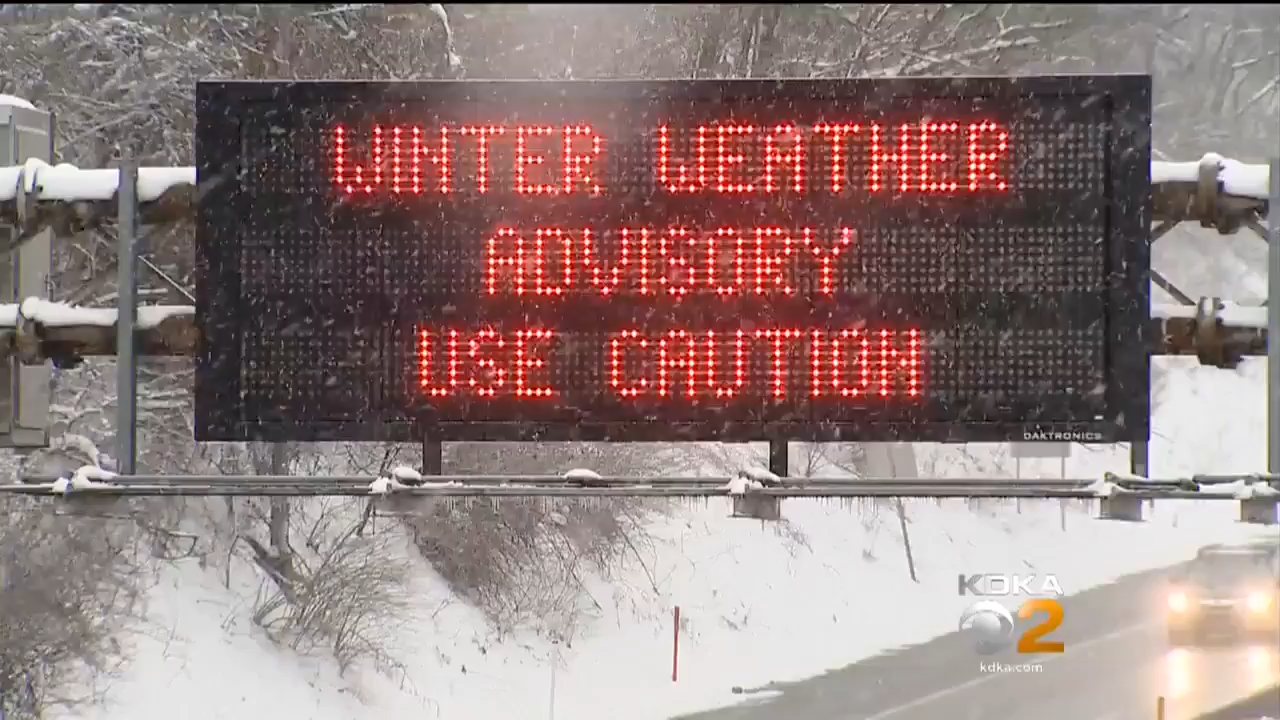 WINTER WEATHER
ADVISORY
USE CAUTION
DAKTRONICS
KDKA
2
kdka.com